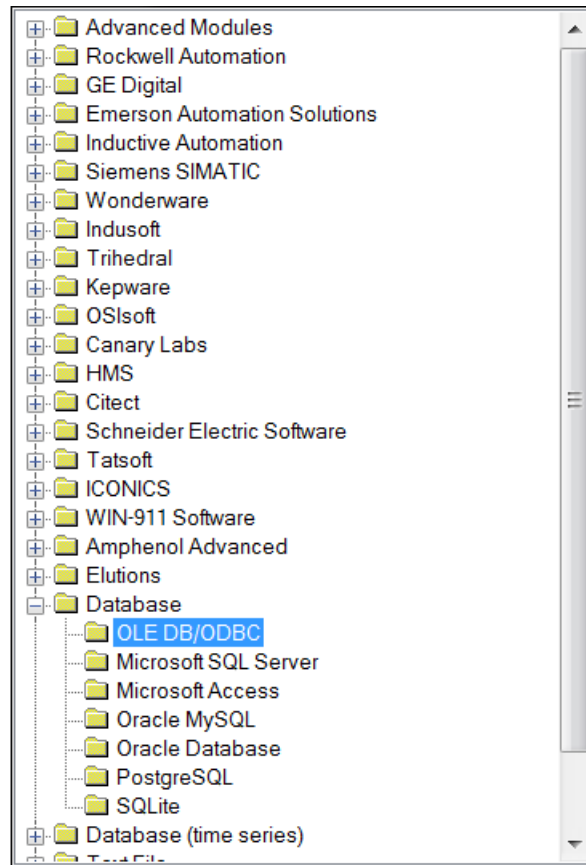 Advanced Modules
Rockwell Automation
GE Digital
Emerson Automation Solutions
Inductive Automation
Siemens SIMATIC
Wonderware
Indusoft
Trihedral
Kepware
OSIsoft
Canary Labs
HMS
Citect
Schneider Electric Software
Tatsoft
ICONICS
WIN-911 Software
Amphenol Advanced
Elutions
Database
OLE DB/ODBC
Microsoft SQL Server
Microsoft Access
Oracle MySQL
Oracle Database
PostgreSQL
SQLite
Database (time series)
Text File